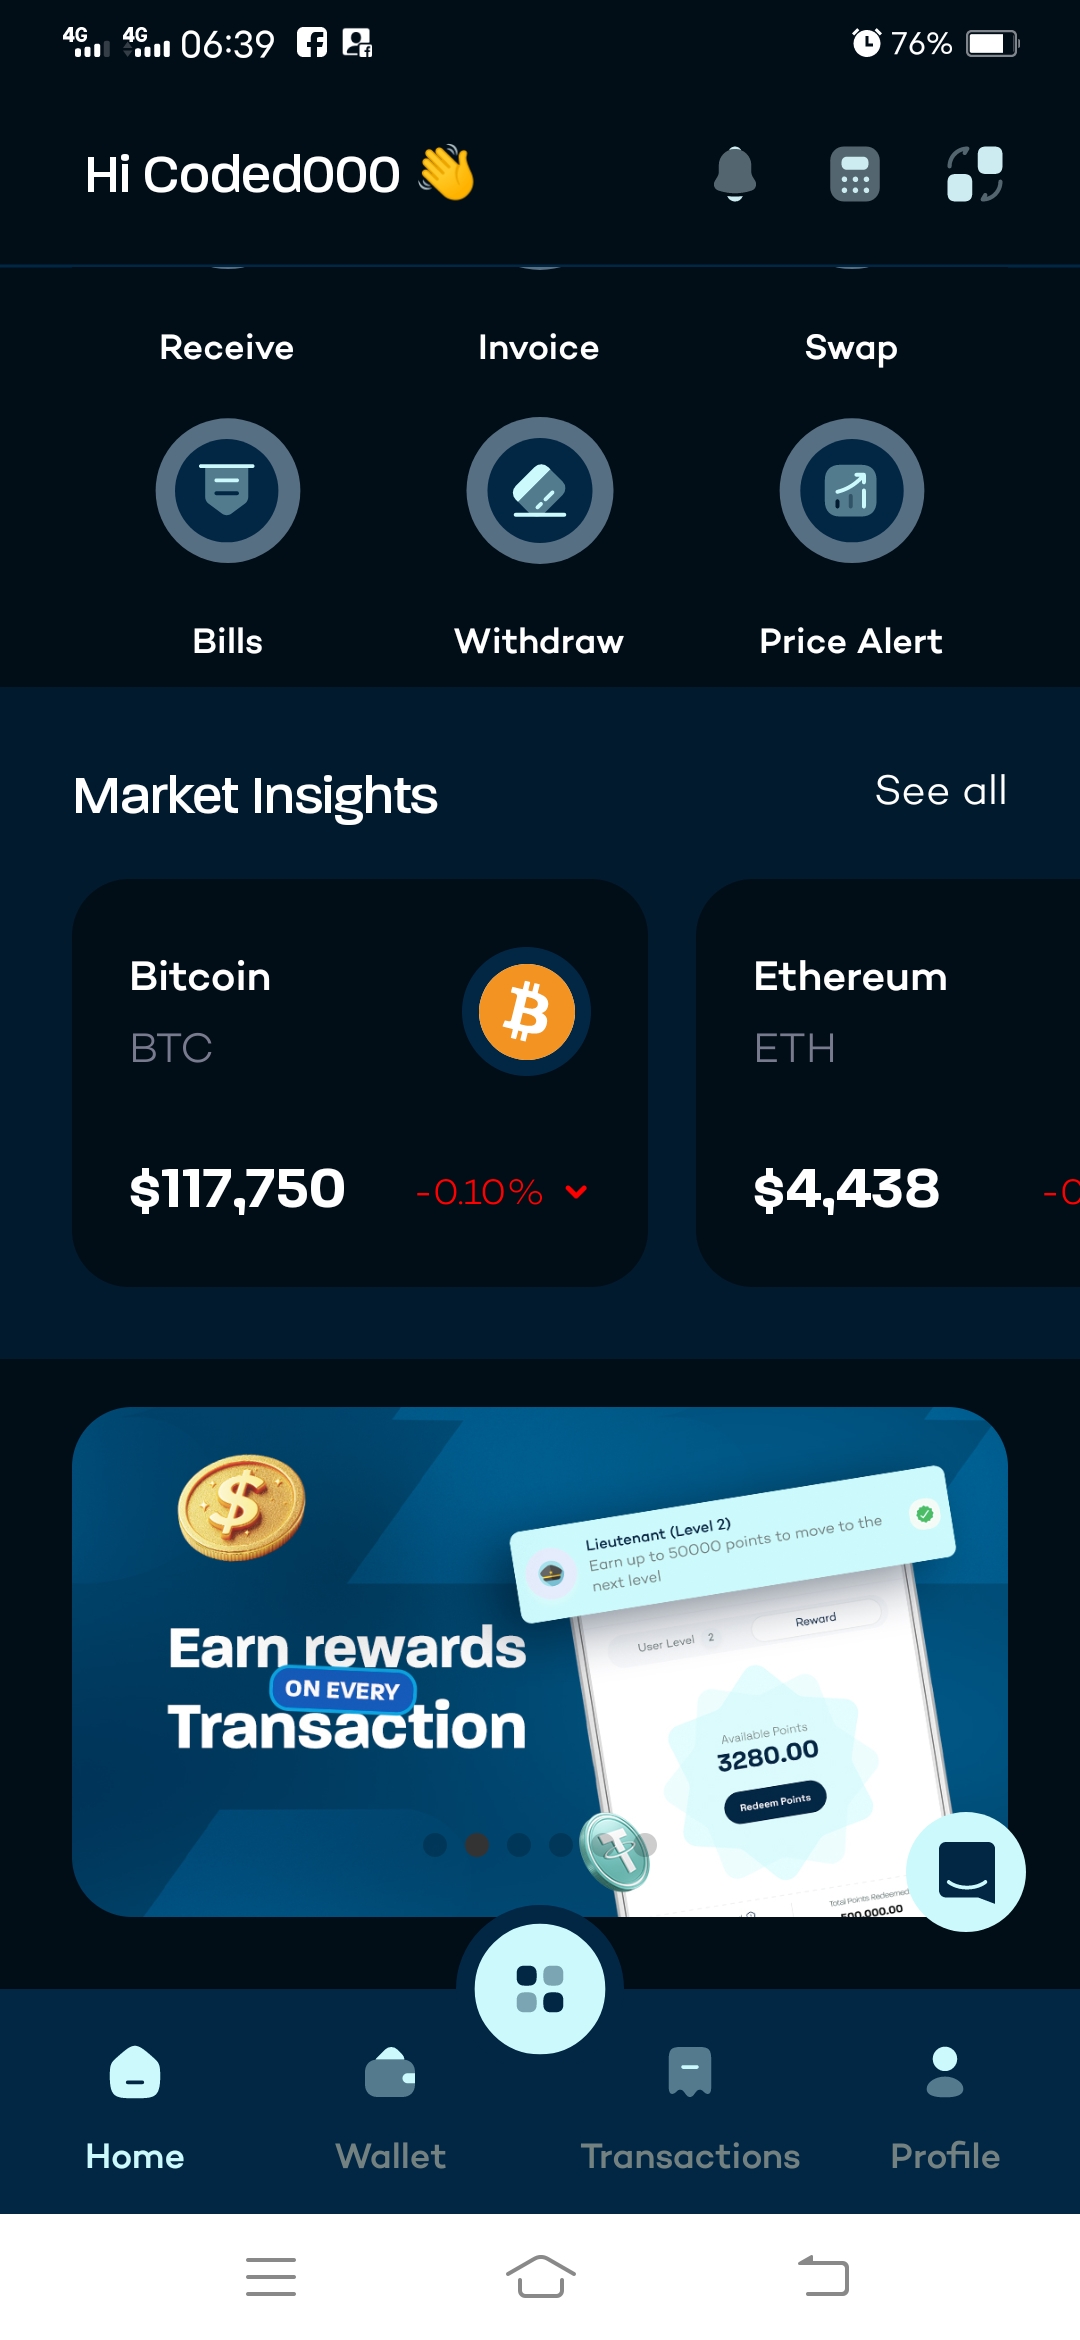 4G 4G 06:39 76%
Hi Coded000 👋
Receive Invoice Swap
Bills Withdraw Price Alert
Market Insights See all
Bitcoin
BTC
$117,750 -0.10%
Ethereum
ETH
$4,438 -0
Earn rewards
ON EVERY
Transaction
Lieutenant (Level 2)
Earn up to 50000 points to move to the
next level
User Level 2 Reward
Available Points
3280.00
Redeem Points
Total Points Redeemed
500,000.00
Home Wallet Transactions Profile